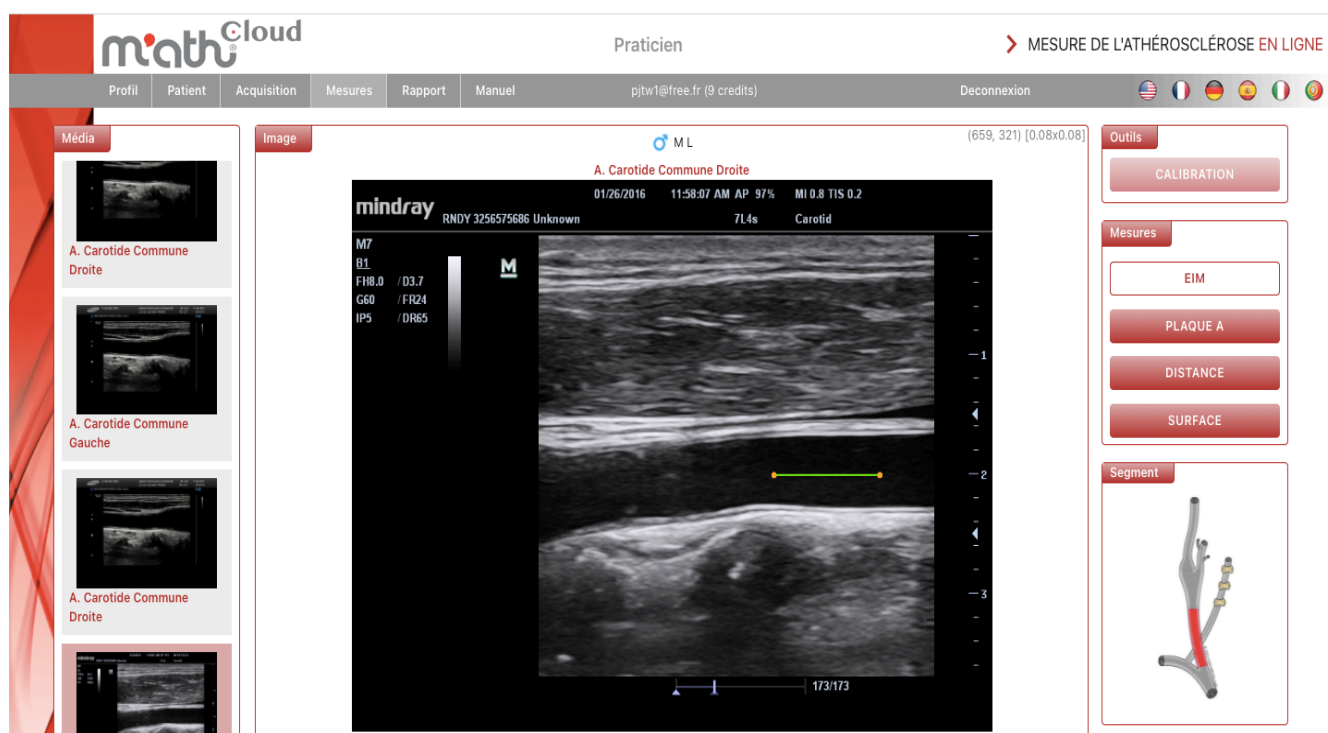 m'ath Cloud
Praticien
MESURE DE L'ATHÉROSCLÉROSE EN LIGNE
Profil Patient Acquisition Mesures Rapport Manuel pjtw1@free.fr (9 credits) Deconnexion
Média
A. Carotide Commune
Droite
A. Carotide Commune
Gauche
A. Carotide Commune
Droite
Image
M L
(659, 321) [0.08x0.08]
A. Carotide Commune Droite
mindray
01/26/2016 11:58:07 AM AP 97% MI 0.8 TIS 0.2
RNDY 3256575686 Unknown 7L4s Carotid
M7
B1
FH8.0 /D3.7
G60 /FR24
IP5 /DR65
M
1
2
3
173/173
Outils
CALIBRATION
Mesures
EIM
PLAQUE A
DISTANCE
SURFACE
Segment